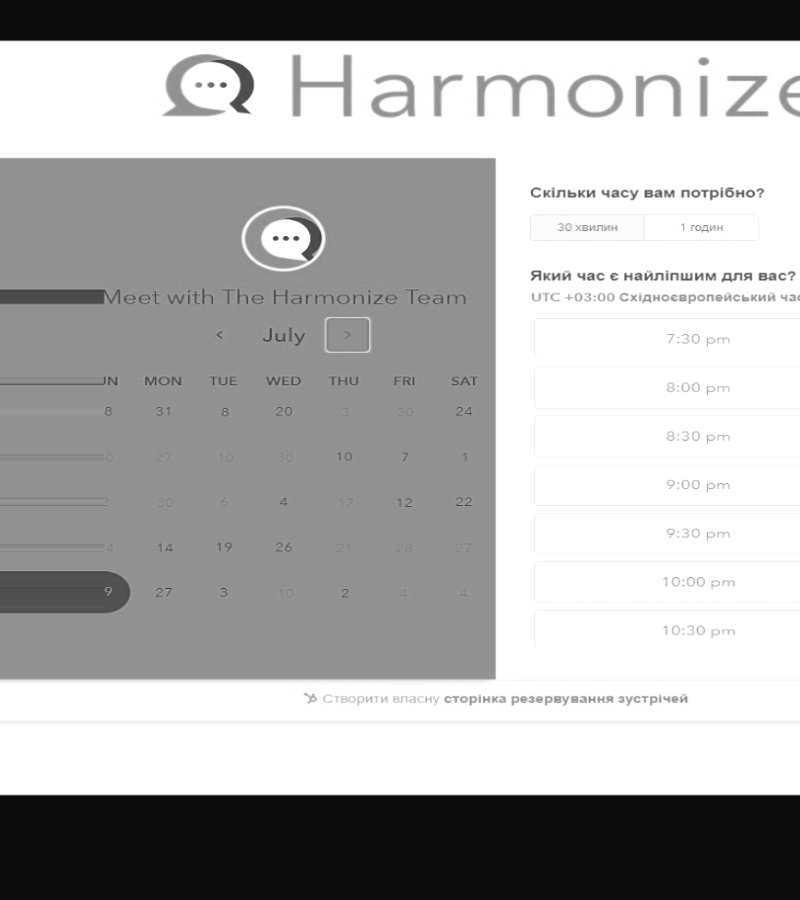 Harmonize
Meet with The Harmonize Team
< July >
UN MON TUE WED THU FRI SAT
8 31 8 20 3 30 24
0 27 10 30 10 7 1
2 30 6 4 17 12 22
4 14 19 26 21 28 27
9 27 3 10 2 4 4
Скільки часу вам потрібно?
30 хвилин 1 годин
Який час є найліпшим для вас?
UTC +03:00 Східноєвропейський час
7:30 pm
8:00 pm
8:30 pm
9:00 pm
9:30 pm
10:00 pm
10:30 pm
Створити власну сторінка резервування зустрічей